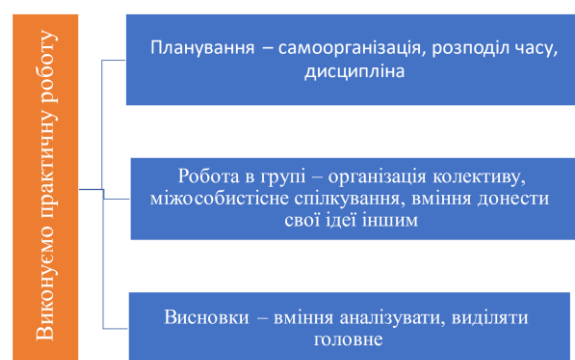 Виконуємо практичну роботу
Планування – самоорганізація, розподіл часу,
дисципліна
Робота в групі – організація колективу,
міжособистісне спілкування, вміння донести
свої ідеї іншим
Висновки – вміння аналізувати, виділяти
головне